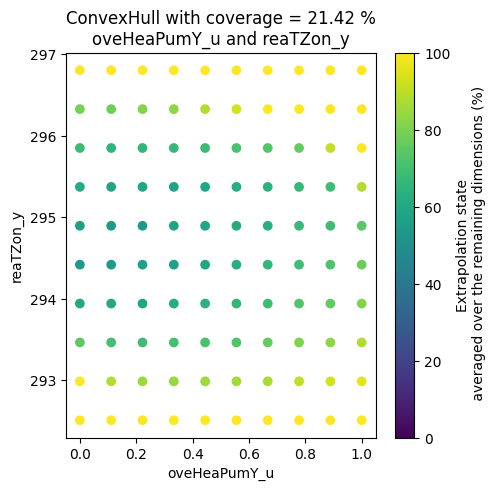 ConvexHull with coverage = 21.42 %
oveHeaPumY_u and reaTZon_y
297
296
295
294
293
reaTZon_y
0.0 0.2 0.4 0.6 0.8 1.0
oveHeaPumY_u
100
80
60
40
20
0
Extrapolation state
averaged over the remaining dimensions (%)